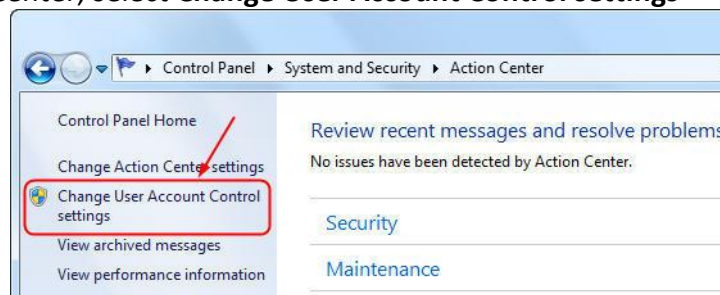 Center, select Change User Account Control settings
Control Panel ▸ System and Security ▸ Action Center
Control Panel Home
Change Action Center settings
Change User Account Control
settings
View archived messages
View performance information
Review recent messages and resolve problems
No issues have been detected by Action Center.
Security
Maintenance